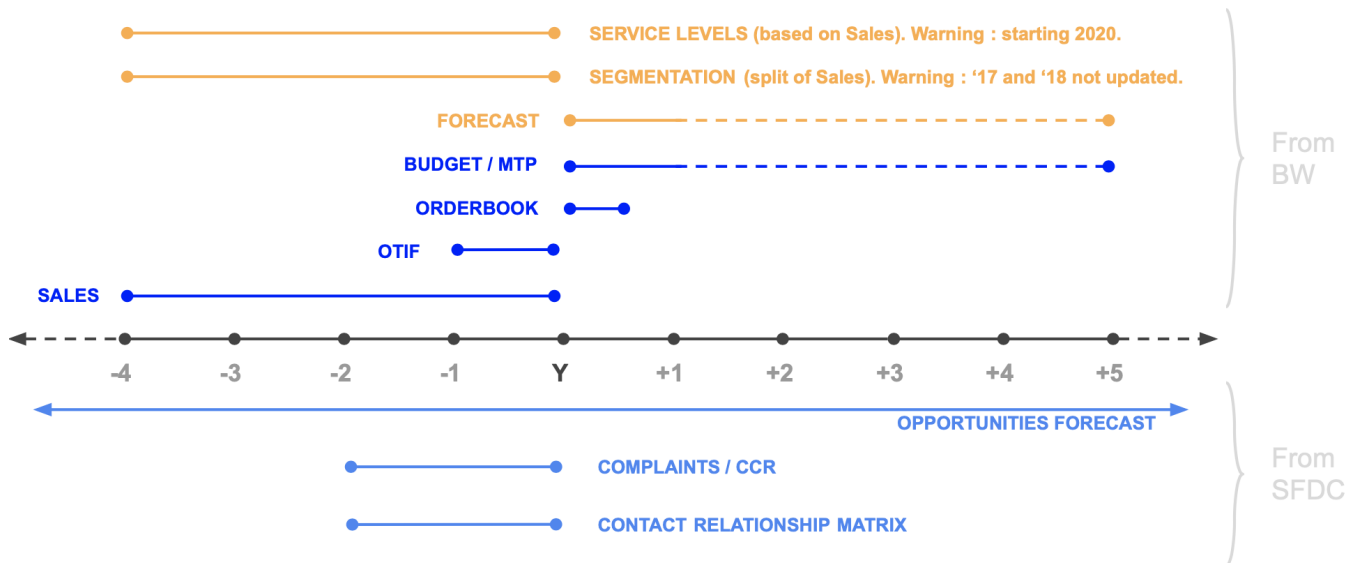 SERVICE LEVELS (based on Sales). Warning : starting 2020.
SEGMENTATION (split of Sales). Warning : ‘17 and ‘18 not updated.
FORECAST
BUDGET / MTP
ORDERBOOK
OTIF
SALES
From
BW
-4 -3 -2 -1 Y +1 +2 +3 +4 +5
OPPORTUNITIES FORECAST
COMPLAINTS / CCR
CONTACT RELATIONSHIP MATRIX
From
SFDC